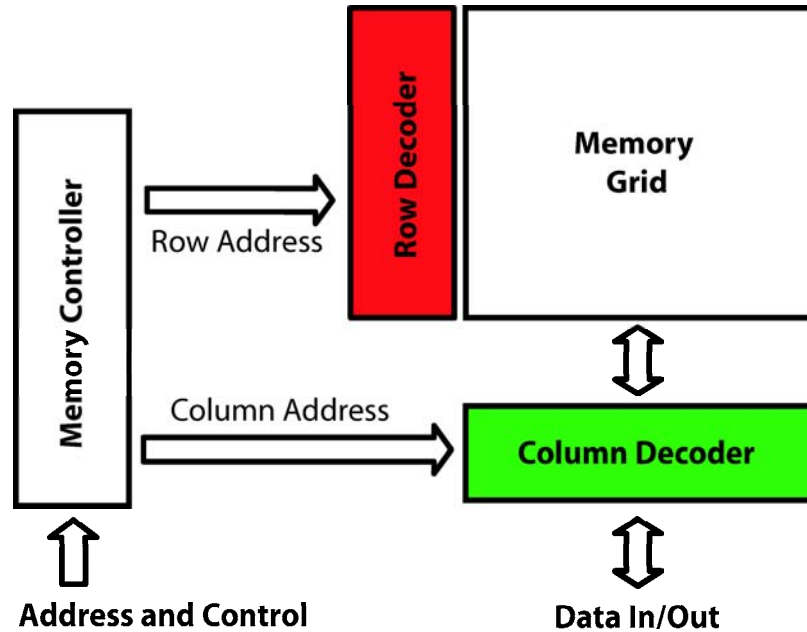 Memory Controller
Row Address
Row Decoder
Memory
Grid
Column Address
Column Decoder
Address and Control
Data In/Out